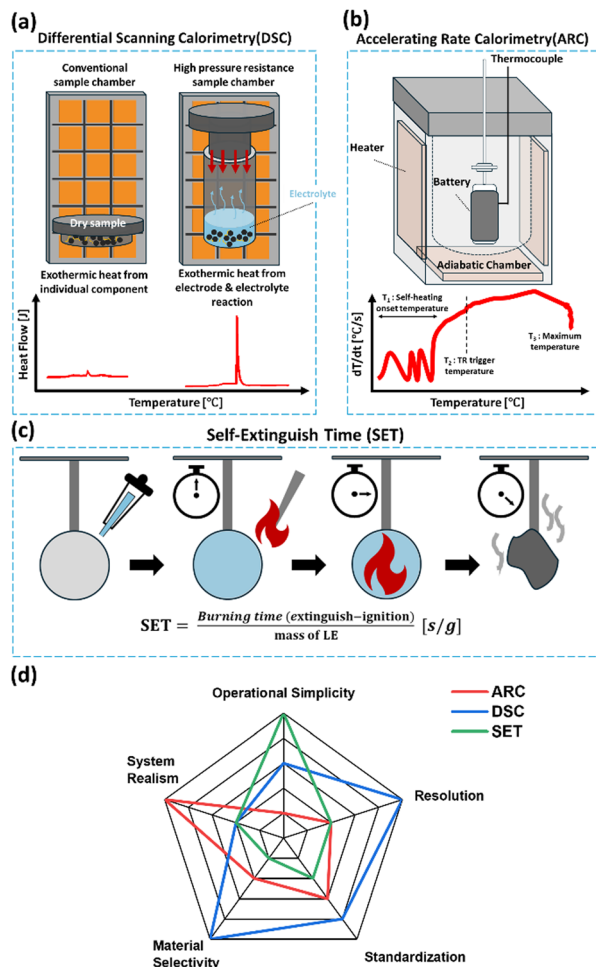 (a)
Differential Scanning Calorimetry(DSC)
Conventional
sample chamber
High pressure resistance
sample chamber
Dry sample
Electrolyte
Exothermic heat from
individual component
Exothermic heat from
electrode & electrolyte
reaction
Heat Flow [J]
Temperature [℃]
(b)
Accelerating Rate Calorimetry(ARC)
Thermocouple
Heater
Battery
Adiabatic Chamber
T₁ : Self-heating
onset temperature
T₂ : TR trigger
temperature
T₃ : Maximum
temperature
dT/dt [℃/s]
Temperature [℃]
(c)
Self-Extinguish Time (SET)
SET = Burning time (extinguish−ignition) / mass of LE [s/g]
(d)
Operational Simplicity
ARC
DSC
SET
System
Realism
Resolution
Material
Selectivity
Standardization